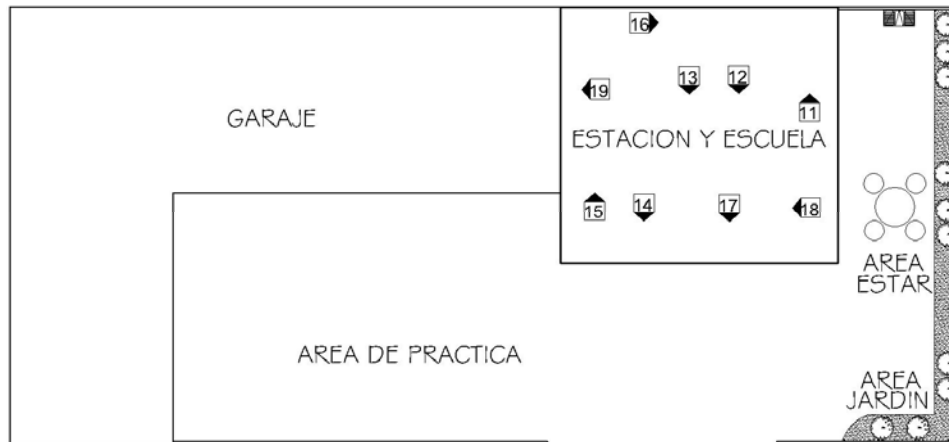 16
13
12
19
11
GARAJE
ESTACION Y ESCUELA
15
14
17
18
AREA
ESTAR
AREA DE PRACTICA
AREA
JARDIN